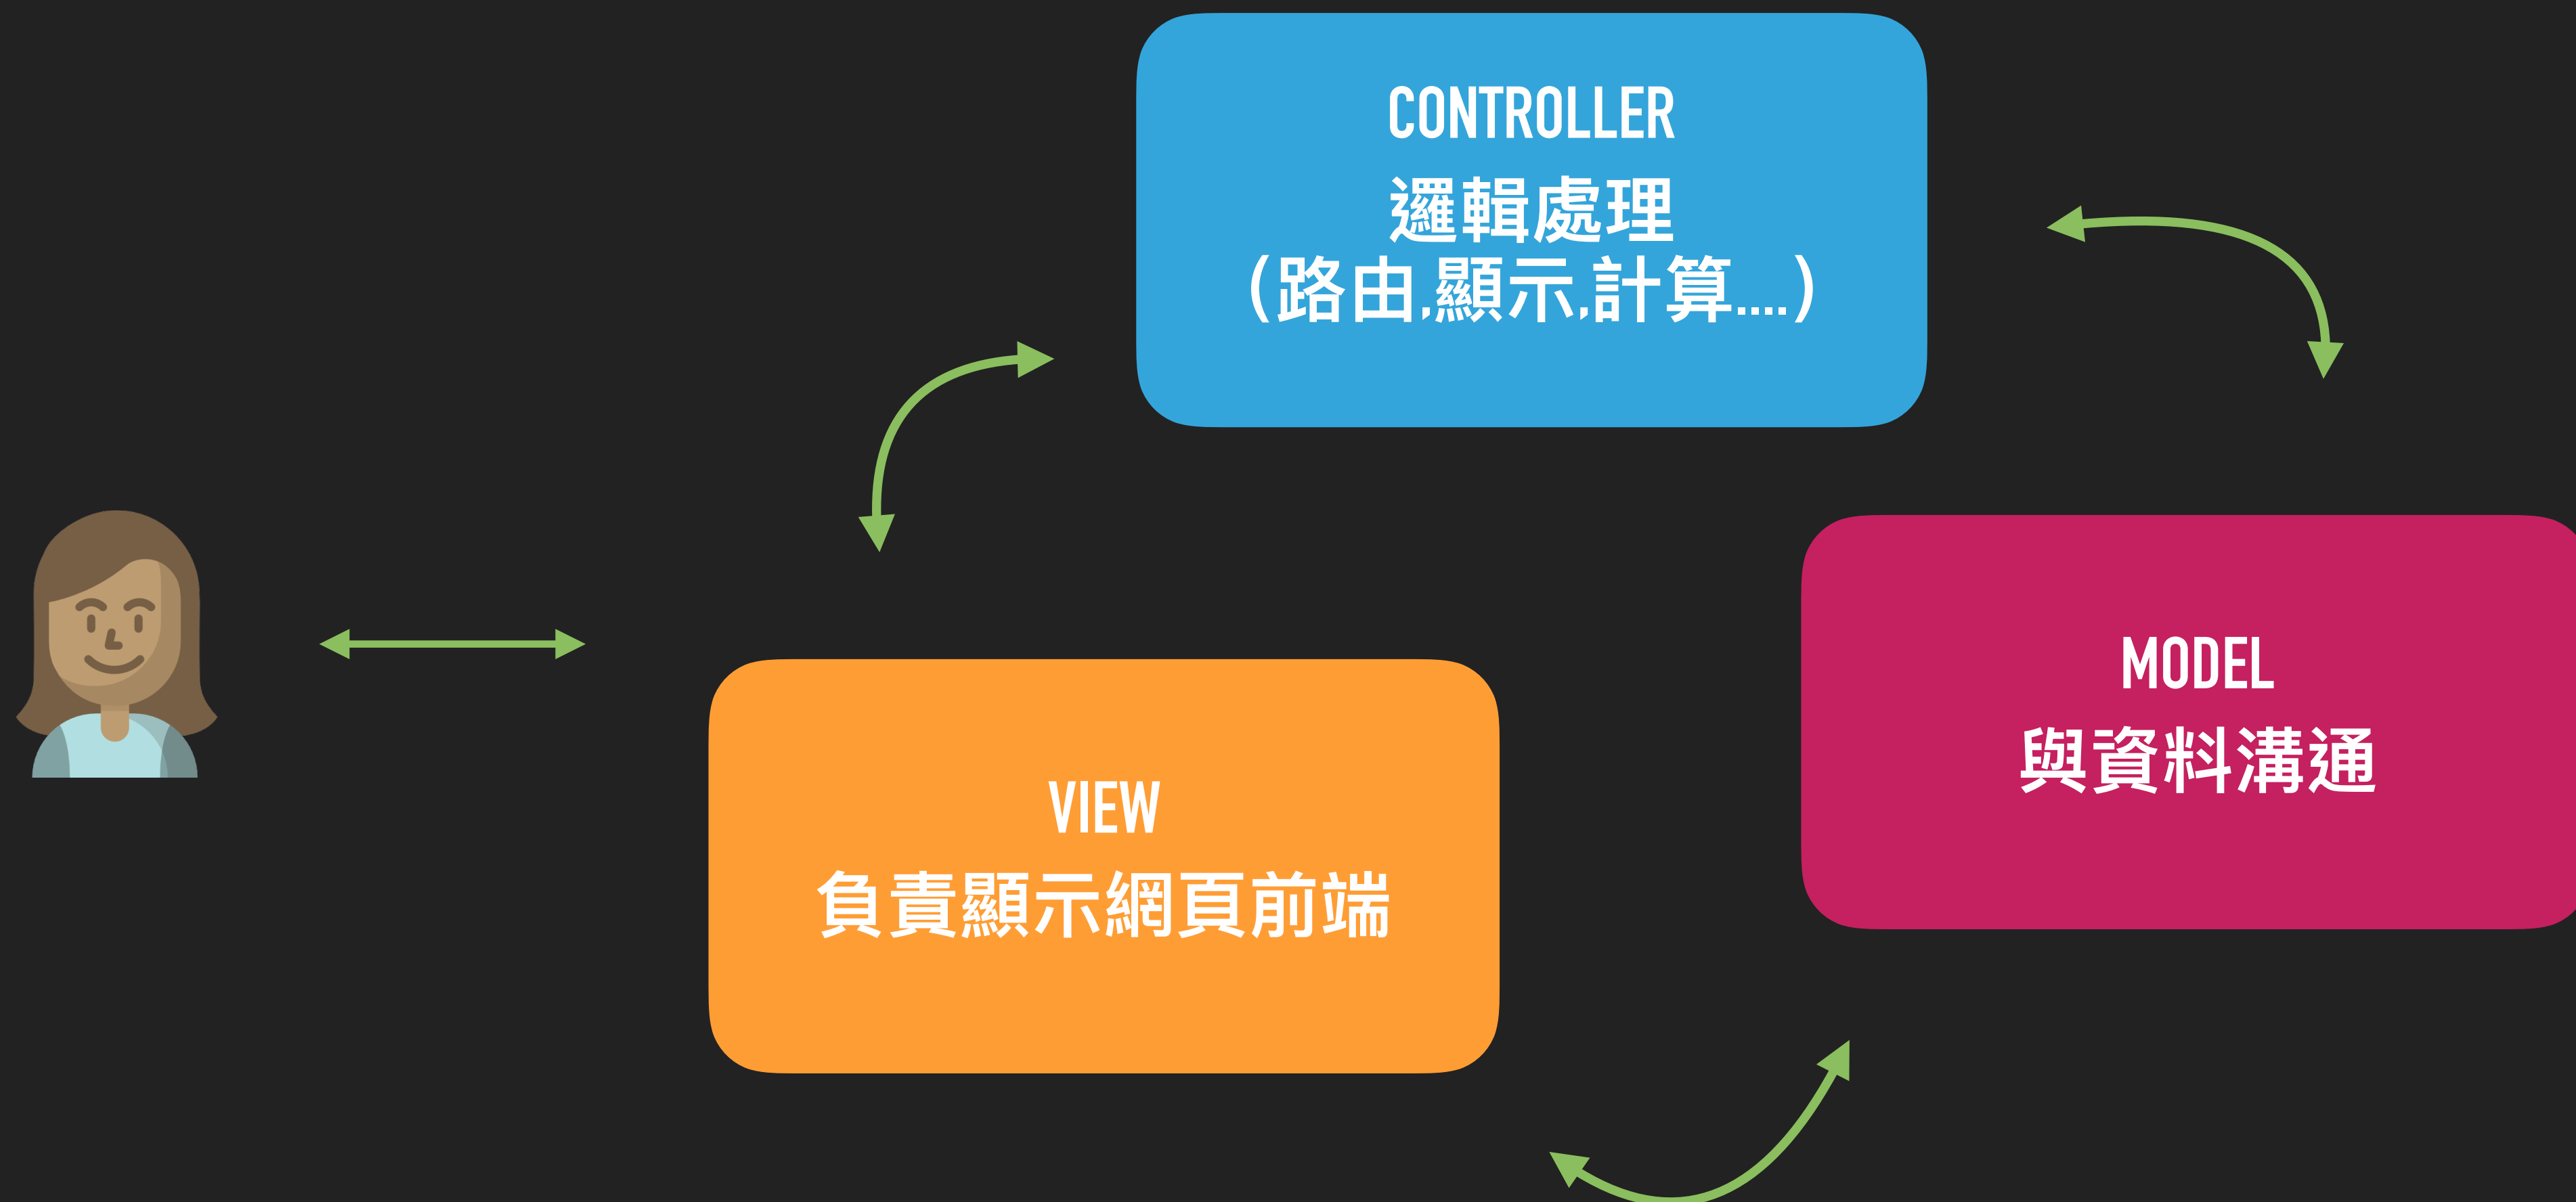 CONTROLLER
邏輯處理
(路由,顯示,計算....)
VIEW
負責顯示網頁前端
MODEL
與資料溝通